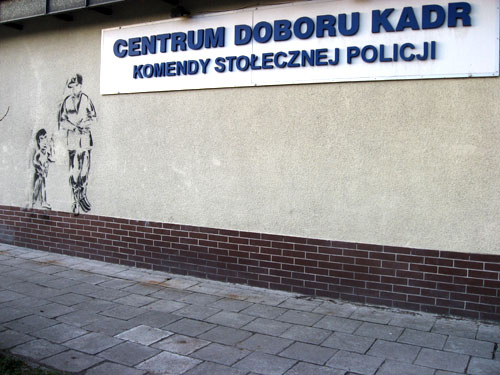 CENTRUM DOBORU KADR
KOMENDY STOŁECZNEJ POLICJI